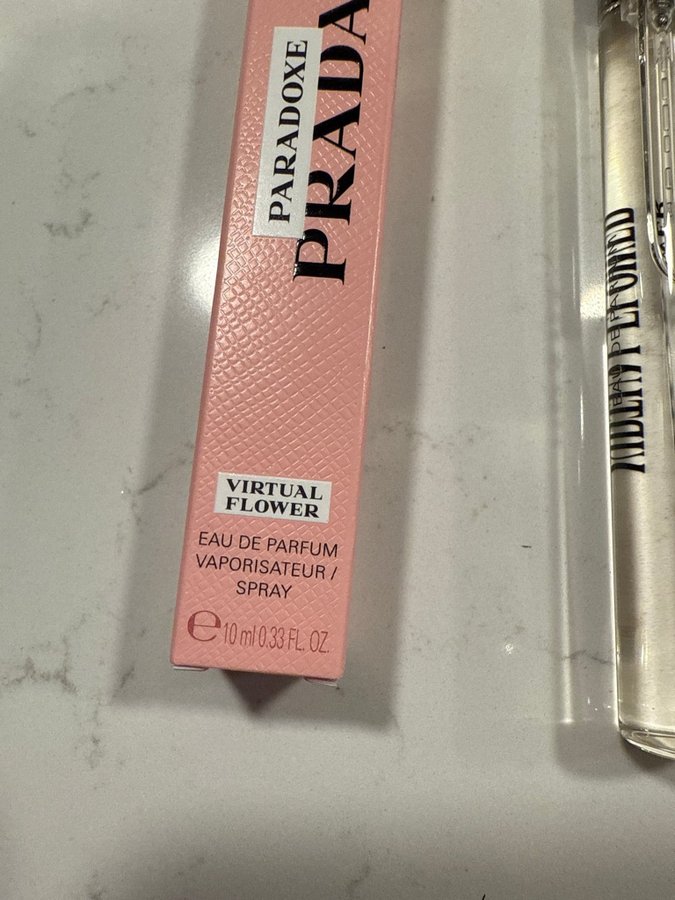 PARADOXE
PRADA
VIRTUAL
FLOWER
EAU DE PARFUM
VAPORISATEUR /
SPRAY
℮ 10 ml 0.33 FL. OZ.